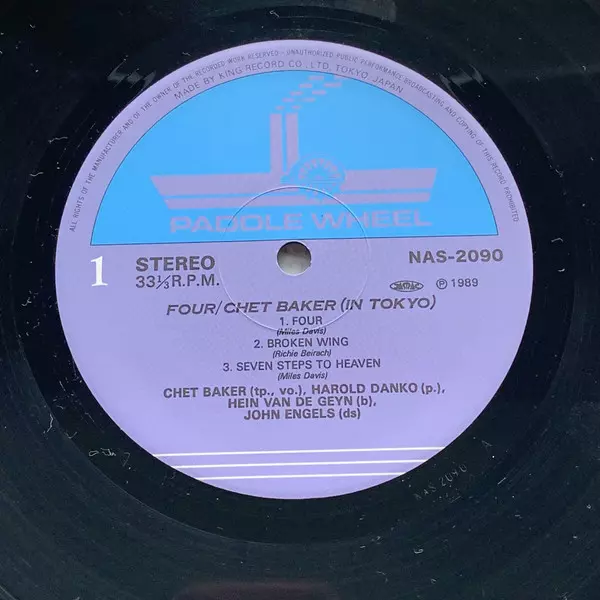 ALL RIGHTS OF THE MANUFACTURER AND OF THE OWNER OF THE RECORDED WORK RESERVED—UNAUTHORIZED PUBLIC PERFORMANCE BROADCASTING AND COPYING OF THIS RECORD PROHIBITED
MADE BY KING RECORD CO., LTD, TOKYO JAPAN
PADDLE WHEEL
1 STEREO NAS-2090
33⅓R.P.M. JASRAC Ⓟ 1989
FOUR/CHET BAKER (IN TOKYO)
1. FOUR
(Miles Davis)
2. BROKEN WING
(Richie Beirach)
3. SEVEN STEPS TO HEAVEN
(Miles Davis)
CHET BAKER (tp., vo.), HAROLD DANKO (p.),
HEIN VAN DE GEYN (b),
JOHN ENGELS (ds)